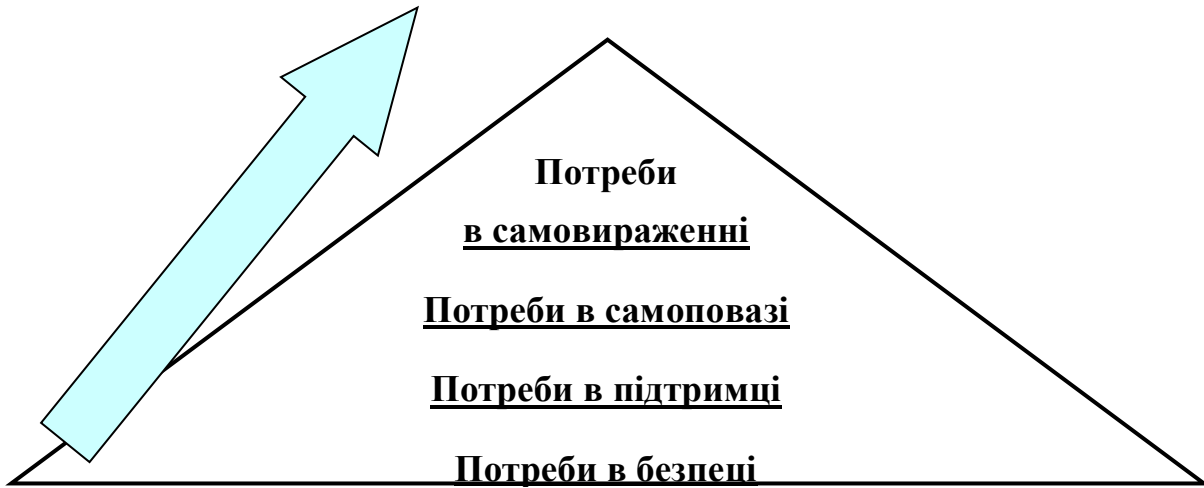 Потреби
в самовираженні
Потреби в самоповазі
Потреби в підтримці
Потреби в безпеці